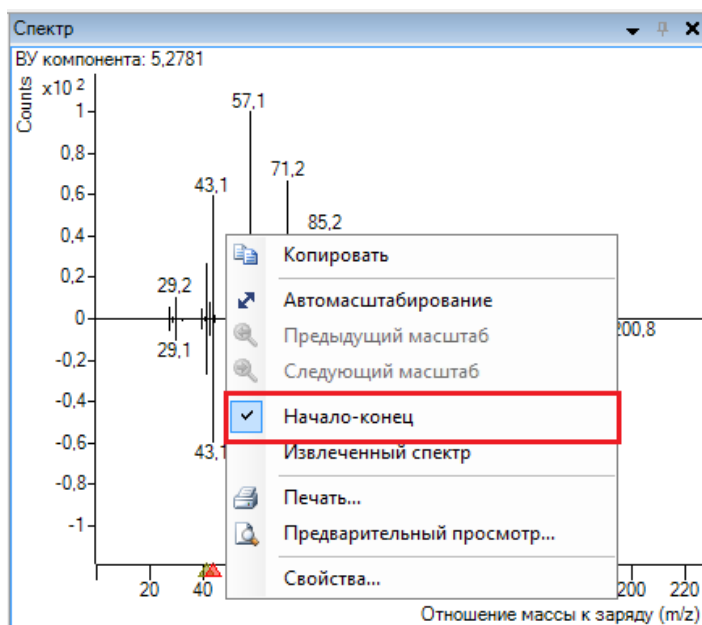 Спектр
ВУ компонента: 5,2781
x10 2
Counts
1
0,8
0,6
0,4
0,2
0
-0,2
-0,4
-0,6
-0,8
-1
57,1
71,2
43,1
85,2
29,2
29,1
43,1
200,8
Копировать
Автомасштабирование
Предыдущий масштаб
Следующий масштаб
Начало-конец
Извлеченный спектр
Печать...
Предварительный просмотр...
Свойства...
20 40 200 220
Отношение массы к заряду (m/z)